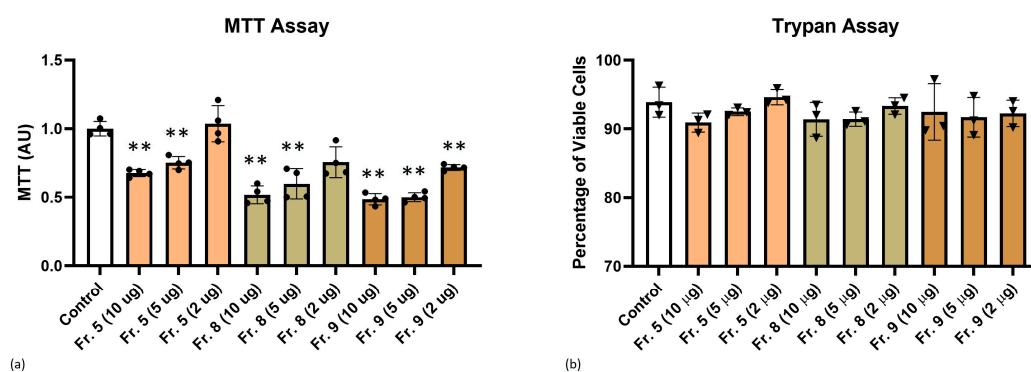 MTT Assay
MTT (AU)
1.5
1.0
0.5
0.0
**
**
**
**
**
**
**
Control
Fr. 5 (10 ug)
Fr. 5 (5 ug)
Fr. 5 (2 ug)
Fr. 8 (10 ug)
Fr. 8 (5 ug)
Fr. 8 (2 ug)
Fr. 9 (10 ug)
Fr. 9 (5 ug)
Fr. 9 (2 ug)
(a)
Trypan Assay
Percentage of Viable Cells
100
90
80
70
Control
Fr. 5 (10 μg)
Fr. 5 (5 μg)
Fr. 5 (2 μg)
Fr. 8 (10 μg)
Fr. 8 (5 μg)
Fr. 8 (2 μg)
Fr. 9 (10 μg)
Fr. 9 (5 μg)
Fr. 9 (2 μg)
(b)